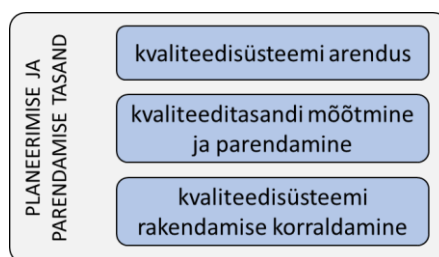 PLANEERIMISE JA
PARENDAMISE TASAND
kvaliteedisüsteemi arendus
kvaliteeditasandi mõõtmine
ja parendamine
kvaliteedisüsteemi
rakendamise korraldamine